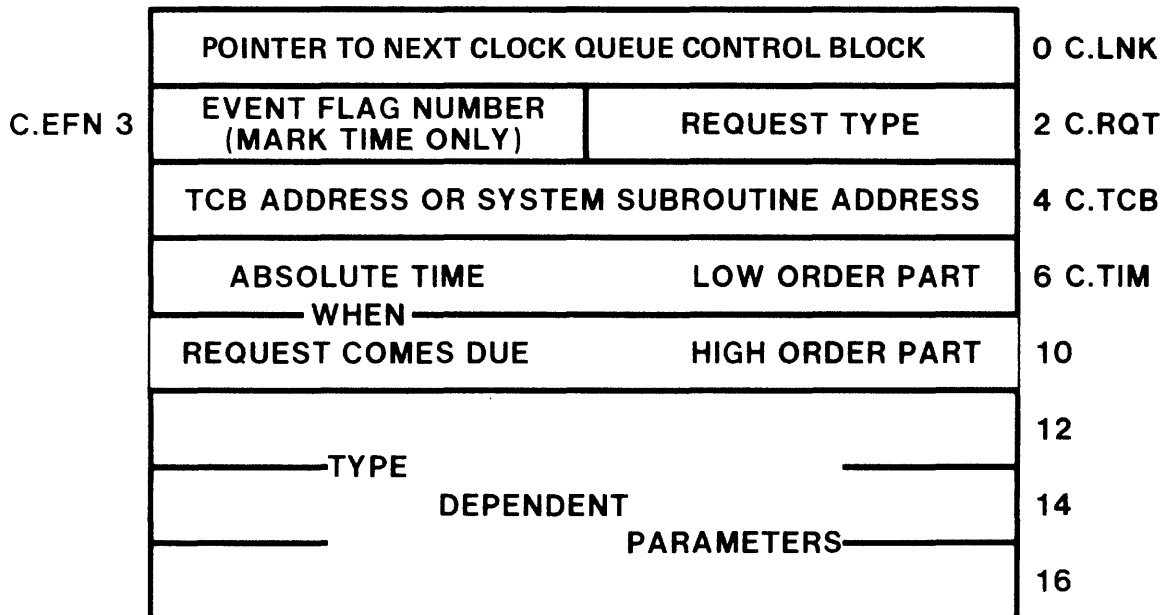 POINTER TO NEXT CLOCK QUEUE CONTROL BLOCK 0 C.LNK
C.EFN 3 EVENT FLAG NUMBER REQUEST TYPE 2 C.RQT
(MARK TIME ONLY)
TCB ADDRESS OR SYSTEM SUBROUTINE ADDRESS 4 C.TCB
ABSOLUTE TIME LOW ORDER PART 6 C.TIM
WHEN
REQUEST COMES DUE HIGH ORDER PART 10
12
TYPE
DEPENDENT 14
PARAMETERS
16